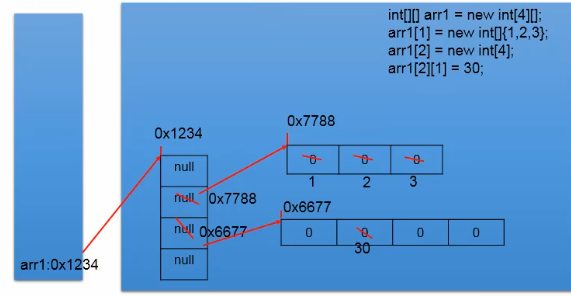 int[][] arr1 = new int[4][];
arr1[1] = new int[]{1,2,3};
arr1[2] = new int[4];
arr1[2][1] = 30;
0x7788
0x1234
null
0 0 0
1 2 3
null 0x7788
0x6677
null 0x6677
0 0 0 0
30
null
arr1:0x1234